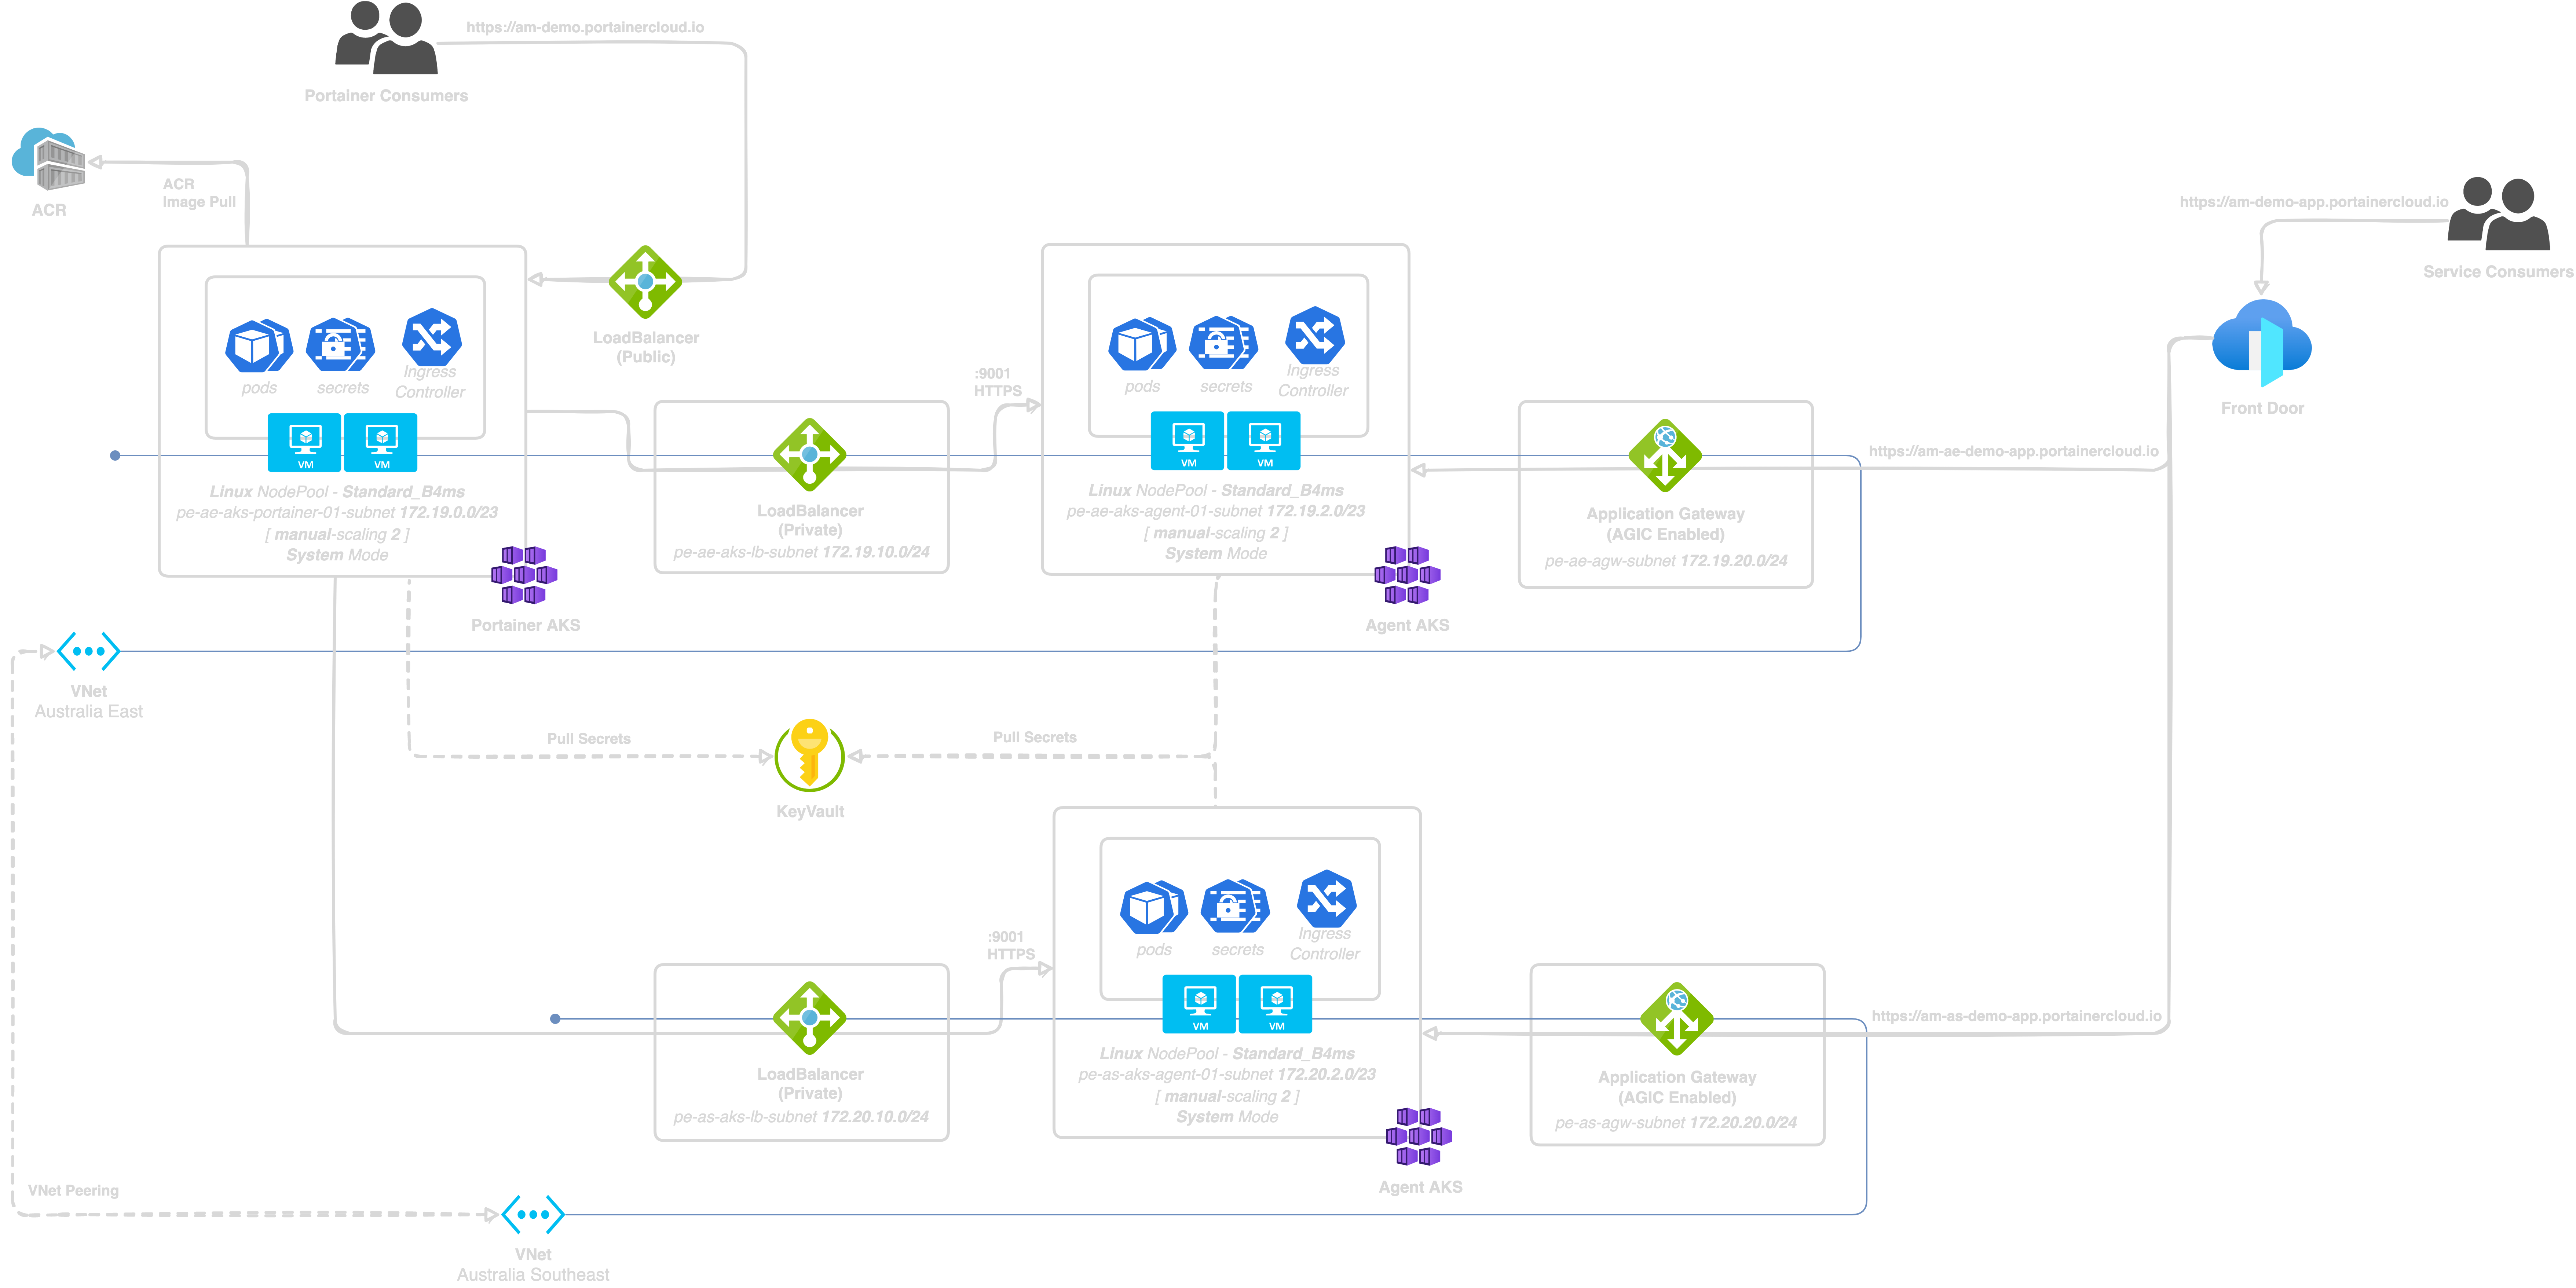 https://am-demo.portainercloud.io
Portainer Consumers
ACR
Image Pull
ACR
https://am-demo-app.portainercloud.io
Service Consumers
LoadBalancer
(Public)
Front Door
pods
secrets
Ingress
Controller
VM
VM
Linux NodePool - Standard_B4ms
pe-ae-aks-portainer-01-subnet 172.19.0.0/23
[ manual-scaling 2 ]
System Mode
Portainer AKS
LoadBalancer
(Private)
pe-ae-aks-lb-subnet 172.19.10.0/24
:9001
HTTPS
pods
secrets
Ingress
Controller
VM
VM
Linux NodePool - Standard_B4ms
pe-ae-aks-agent-01-subnet 172.19.2.0/23
[ manual-scaling 2 ]
System Mode
Agent AKS
Application Gateway
(AGIC Enabled)
pe-ae-agw-subnet 172.19.20.0/24
https://am-ae-demo-app.portainercloud.io
VNet
Australia East
Pull Secrets
Pull Secrets
KeyVault
LoadBalancer
(Private)
pe-as-aks-lb-subnet 172.20.10.0/24
:9001
HTTPS
pods
secrets
Ingress
Controller
VM
VM
Linux NodePool - Standard_B4ms
pe-as-aks-agent-01-subnet 172.20.2.0/23
[ manual-scaling 2 ]
System Mode
Agent AKS
Application Gateway
(AGIC Enabled)
pe-as-agw-subnet 172.20.20.0/24
https://am-as-demo-app.portainercloud.io
VNet Peering
VNet
Australia Southeast